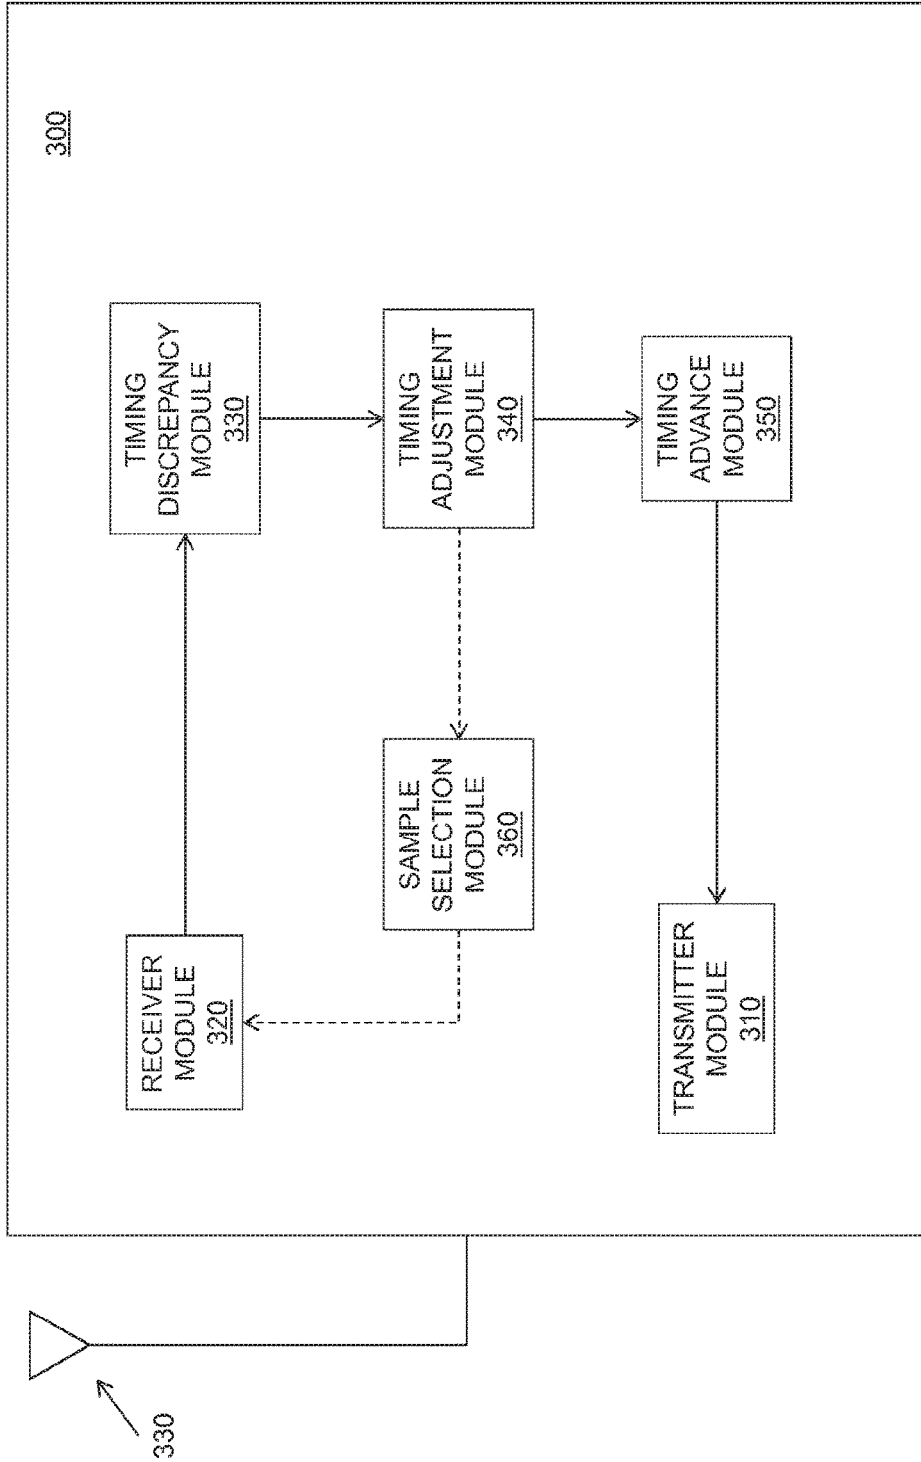 300
330
RECEIVER
MODULE
320
TIMING
DISCREPANCY
MODULE
330
SAMPLE
SELECTION
MODULE
360
TIMING
ADJUSTMENT
MODULE
340
TRANSMITTER
MODULE
310
TIMING
ADVANCE
MODULE
350